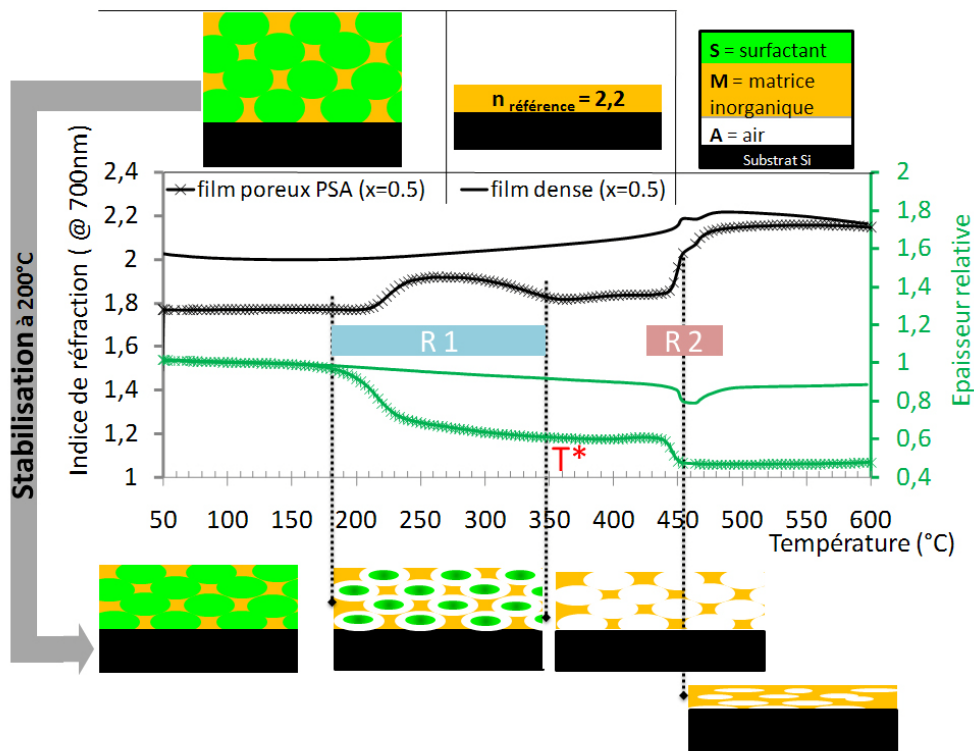 S = surfactant
M = matrice
inorganique
A = air
Substrat Si
n référence = 2,2
film poreux PSA (x=0.5)
film dense (x=0.5)
Stabilisation à 200°C
Indice de réfraction ( @ 700nm)
2,4
2,2
2
1,8
1,6
1,4
1,2
1
2
1,8
1,6
1,4
1,2
1
0,8
0,6
0,4
Epaisseur relative
R 1
R 2
T*
50 100 150 200 250 300 350 400 450 500 550 600
Température (°C)